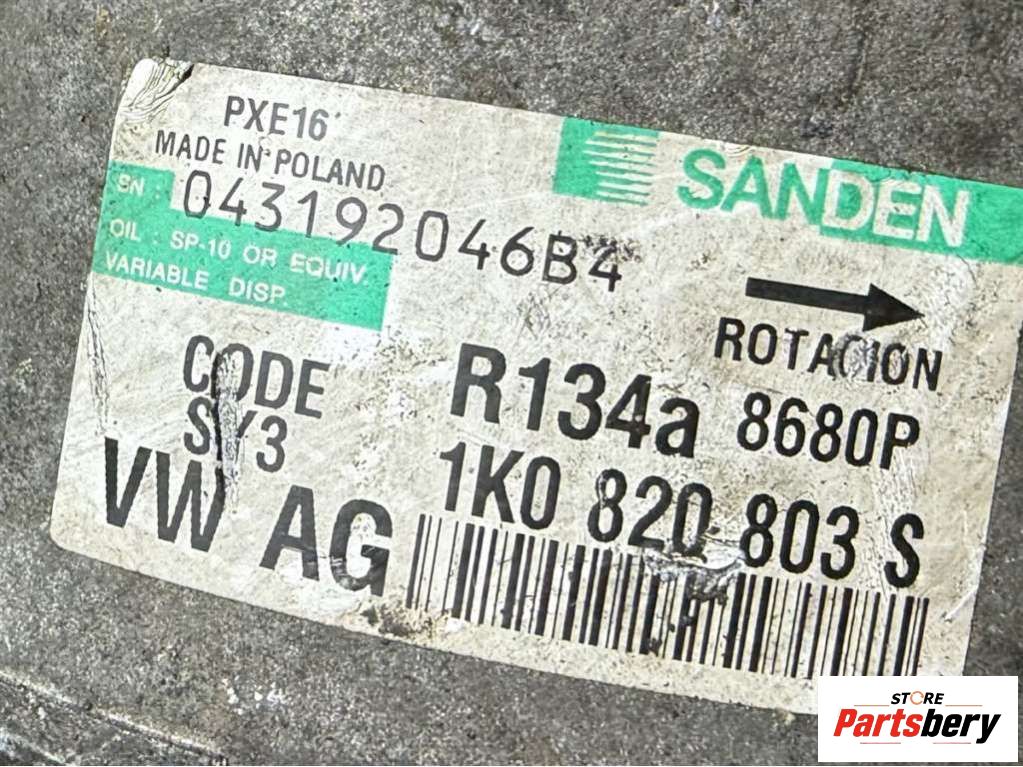 PXE16
MADE IN POLAND
SANDEN
SN : 043192046B4
OIL : SP-10 OR EQUIV.
VARIABLE DISP.
ROTACION
CODE
R134a 8680P
VW AG
1K0 820 803 S
STORE
Partsbery